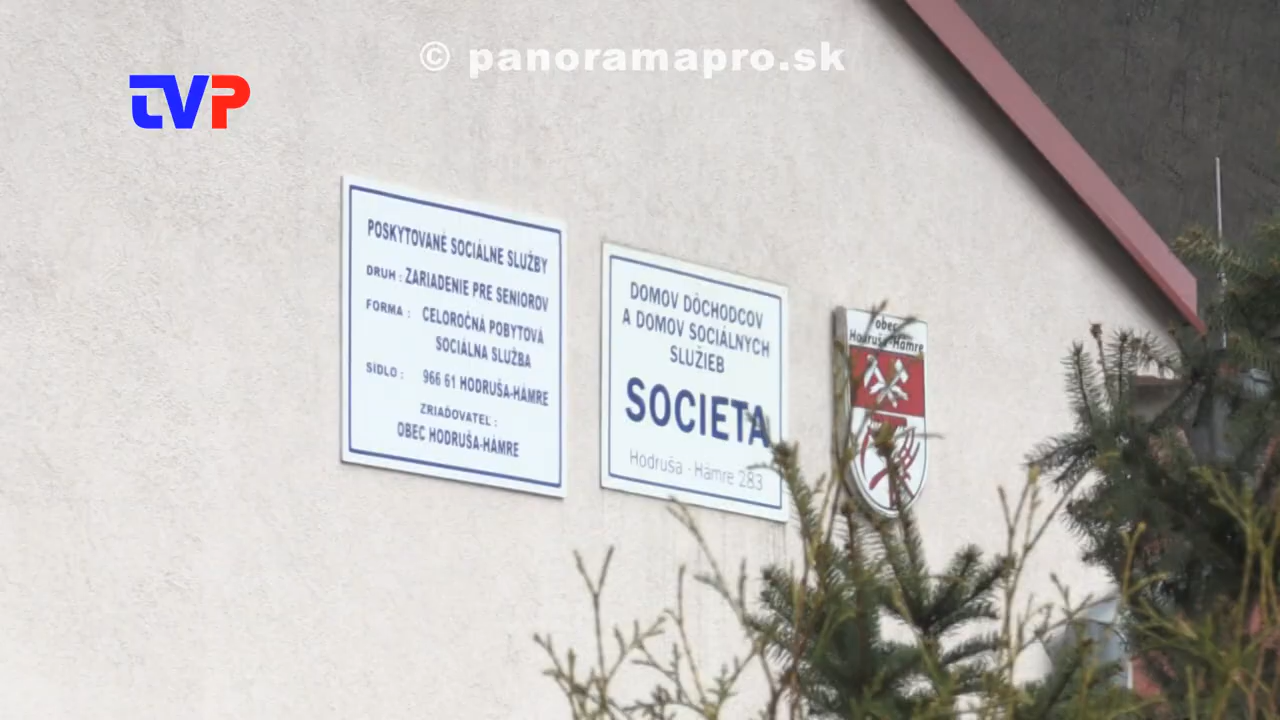 © panoramapro.sk
TVP
POSKYTOVANÉ SOCIÁLNE SLUŽBY
DRUH : ZARIADENIE PRE SENIOROV
FORMA : CELOROČNÁ POBYTOVÁ
SOCIÁLNA SLUŽBA
SÍDLO : 966 61 HODRUŠA-HÁMRE
ZRIAĎOVATEĽ :
OBEC HODRUŠA-HÁMRE
DOMOV DÔCHODCOV
A DOMOV SOCIÁLNYCH
SLUŽIEB
SOCIETA
Hodruša - Hámre 283
obec
Hodruša-Hámre